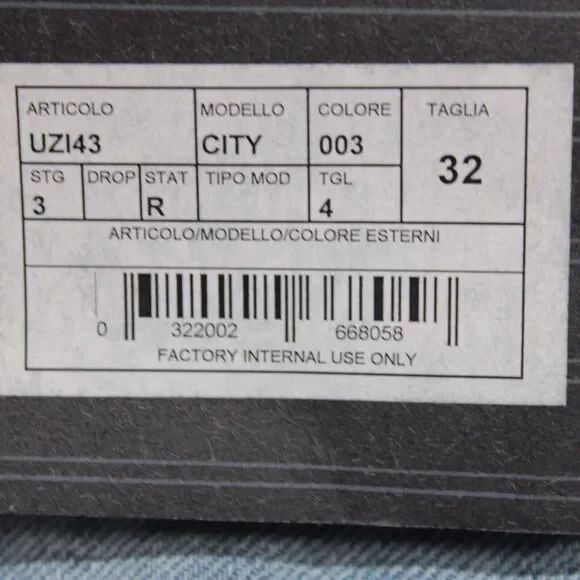 ARTICOLO MODELLO COLORE TAGLIA
UZI43 CITY 003 32
STG DROP STAT TIPO MOD TGL
3 R 4
ARTICOLO/MODELLO/COLORE ESTERNI
0 322002 668058
FACTORY INTERNAL USE ONLY